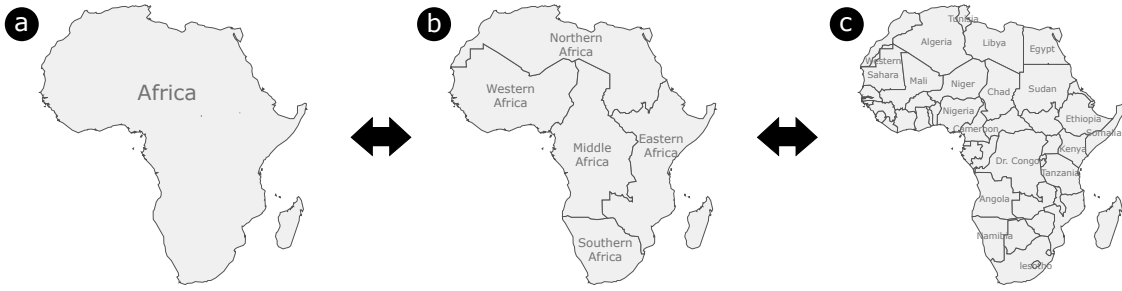 a
Africa
b
Northern
Africa
Western
Africa
Middle
Africa
Eastern
Africa
Southern
Africa
c
Tunisia
Algeria
Libya
Egypt
Western
Sahara
Mali
Niger
Chad
Sudan
Nigeria
Ethiopia
Cameroon
Somalia
Dr. Congo
Kenya
Tanzania
Angola
Namibia
lesotho